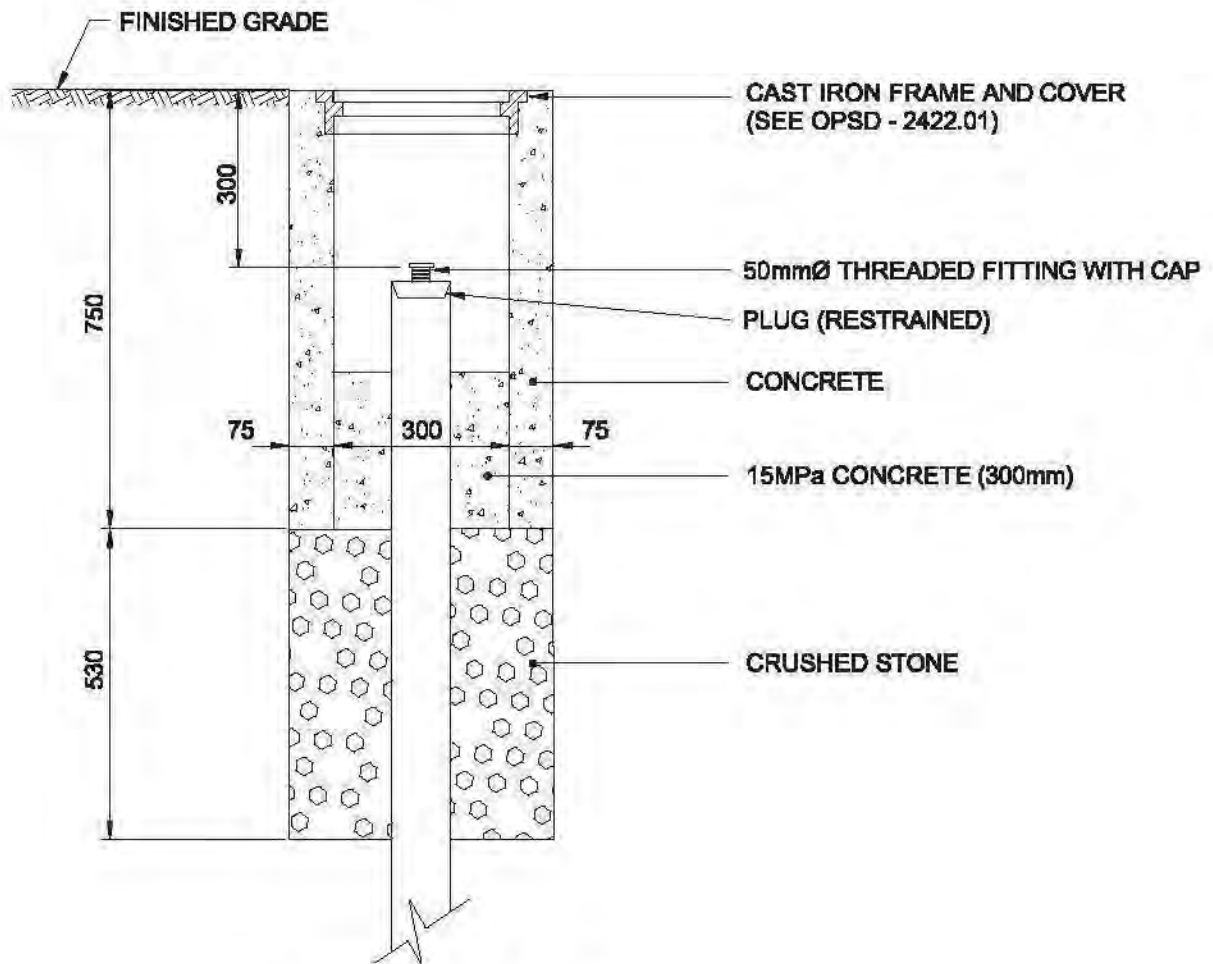 FINISHED GRADE
CAST IRON FRAME AND COVER
(SEE OPSD - 2422.01)
300
50mmØ THREADED FITTING WITH CAP
750
PLUG (RESTRAINED)
CONCRETE
75
300
75
15MPa CONCRETE (300mm)
530
CRUSHED STONE